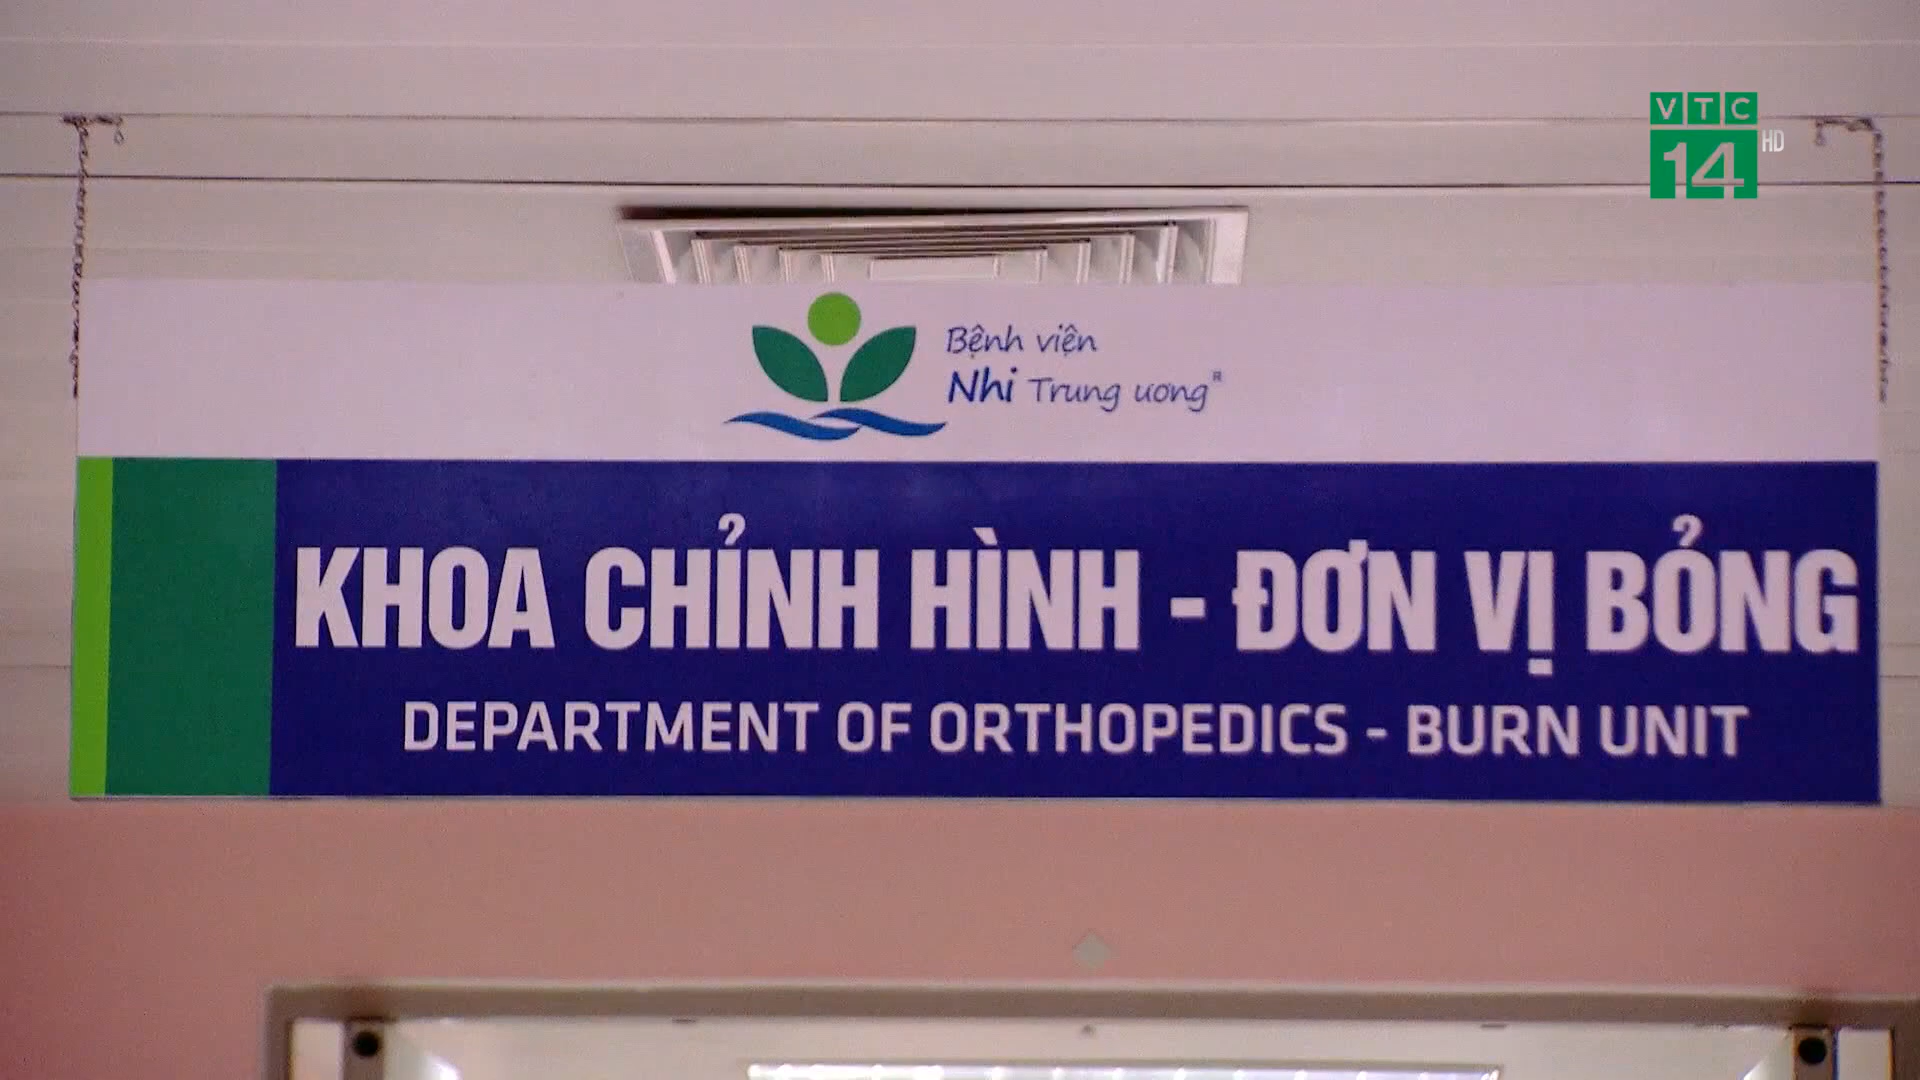 VTC
14 HD
Bệnh viện
Nhi Trung ương®
KHOA CHỈNH HÌNH - ĐƠN VỊ BỎNG
DEPARTMENT OF ORTHOPEDICS - BURN UNIT